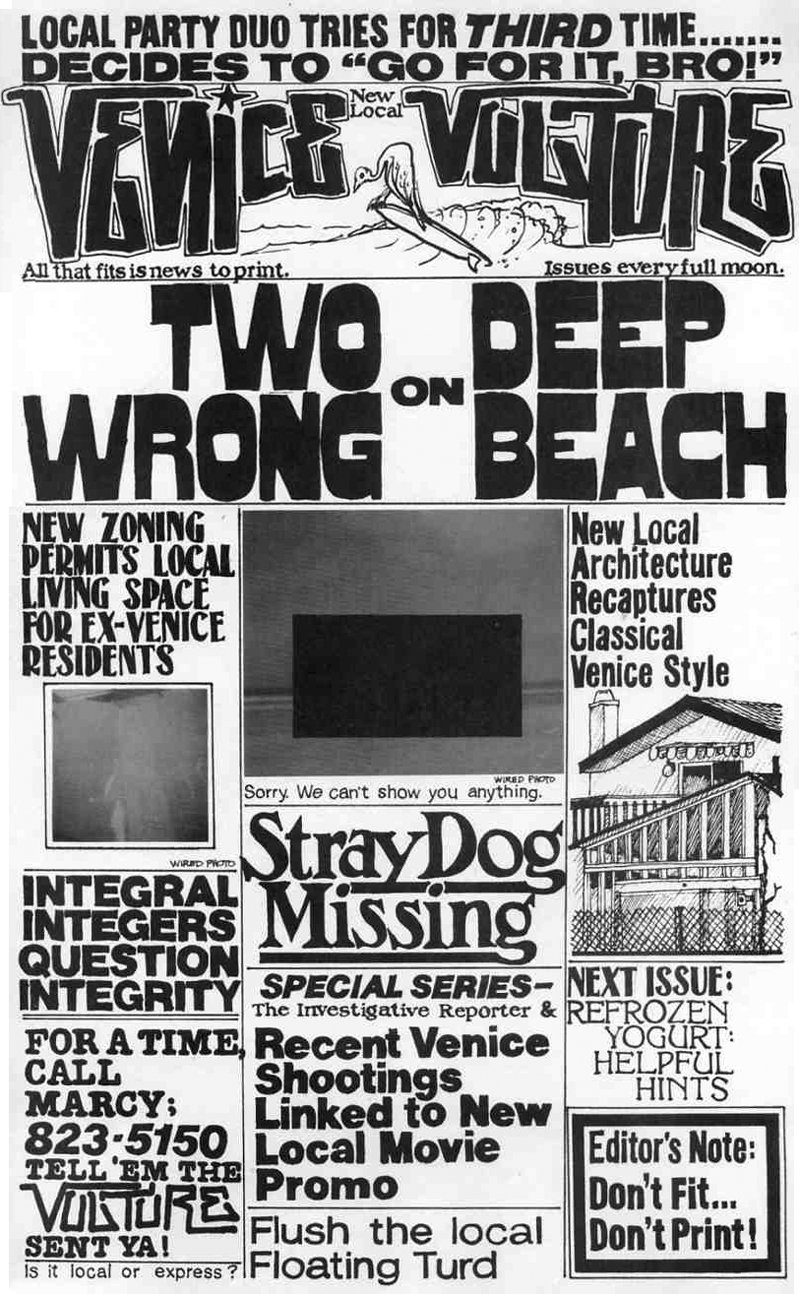 LOCAL PARTY DUO TRIES FOR THIRD TIME.......
DECIDES TO "GO FOR IT, BRO!"
VENICE New Local VULTURE
All that fits is news to print.
Issues every full moon.
TWO DEEP
ON
WRONG BEACH
NEW ZONING
PERMITS LOCAL
LIVING SPACE
FOR EX-VENICE
RESIDENTS
WIRED PHOTO
INTEGRAL
INTEGERS
QUESTION
INTEGRITY
FOR A TIME,
CALL
MARCY;
823-5150
TELL 'EM THE
VULTURE
SENT YA!
Is it local or express?
WIRED PHOTO
Sorry. We can't show you anything.
Stray Dog
Missing
SPECIAL SERIES-
The Investigative Reporter &
Recent Venice
Shootings
Linked to New
Local Movie
Promo
Flush the local
Floating Turd
New Local
Architecture
Recaptures
Classical
Venice Style
NEXT ISSUE:
REFROZEN
YOGURT:
HELPFUL
HINTS
Editor's Note:
Don't Fit...
Don't Print!